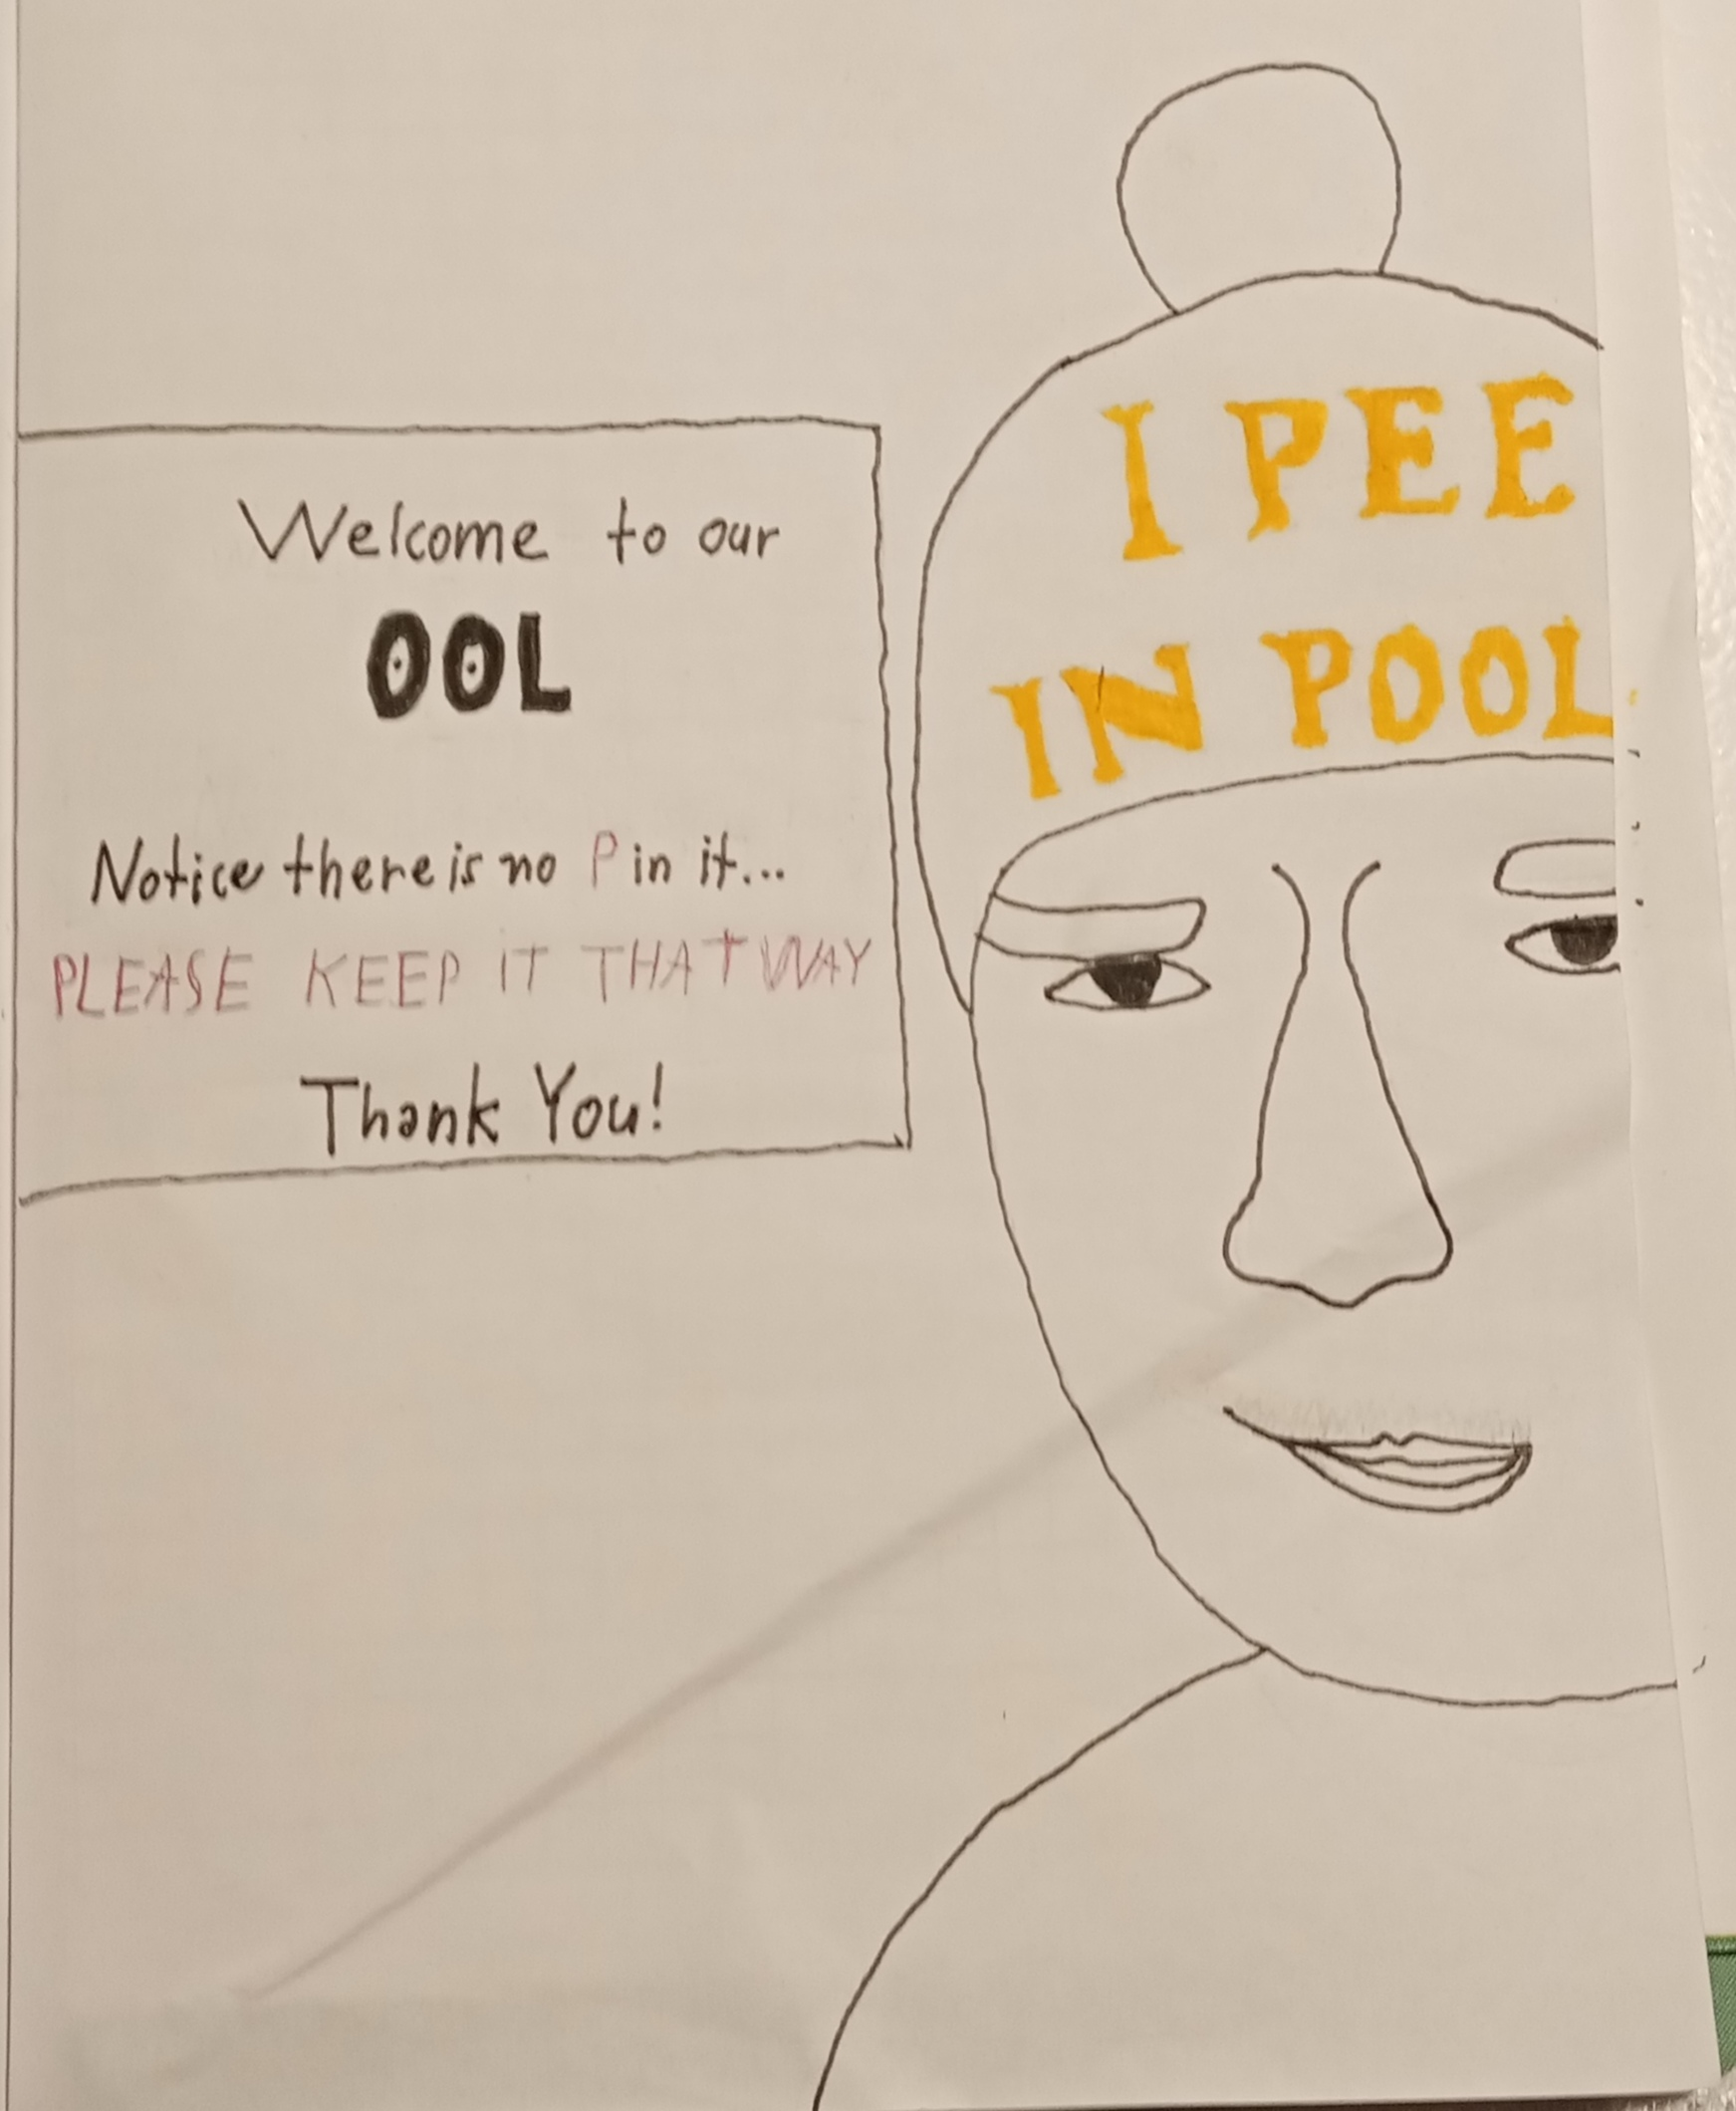 Welcome to our
OOL
Notice there is no P in it...
PLEASE KEEP IT THAT WAY
Thank You!
I PEE
IN POOL